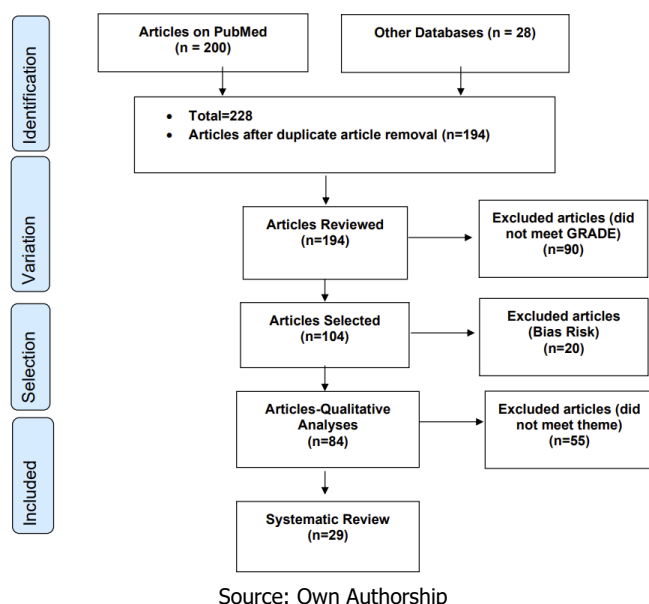 Identification
Articles on PubMed
(n = 200)
Other Databases (n = 28)
• Total=228
• Articles after duplicate article removal (n=194)
Variation
Articles Reviewed
(n=194)
Excluded articles (did
not meet GRADE)
(n=90)
Selection
Articles Selected
(n=104)
Excluded articles
(Bias Risk)
(n=20)
Included
Articles-Qualitative
Analyses
(n=84)
Excluded articles (did
not meet theme)
(n=55)
Systematic Review
(n=29)
Source: Own Authorship